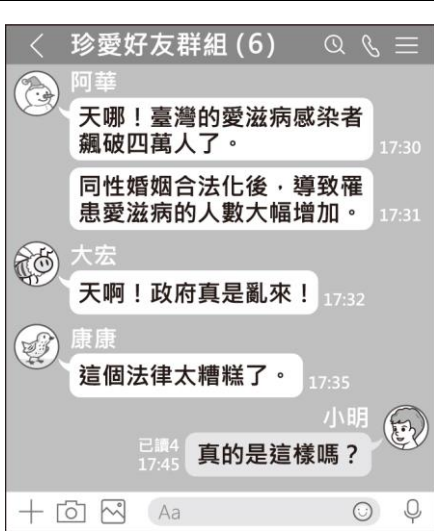 珍愛好友群組(6)
阿華
天哪！臺灣的愛滋病感染者
飆破四萬人了。
17:30
同性婚姻合法化後，導致罹
患愛滋病的人數大幅增加。
17:31
大宏
天啊！政府真是亂來！
17:32
康康
這個法律太糟糕了。
17:35
小明
已讀4
17:45
真的是這樣嗎？
Aa